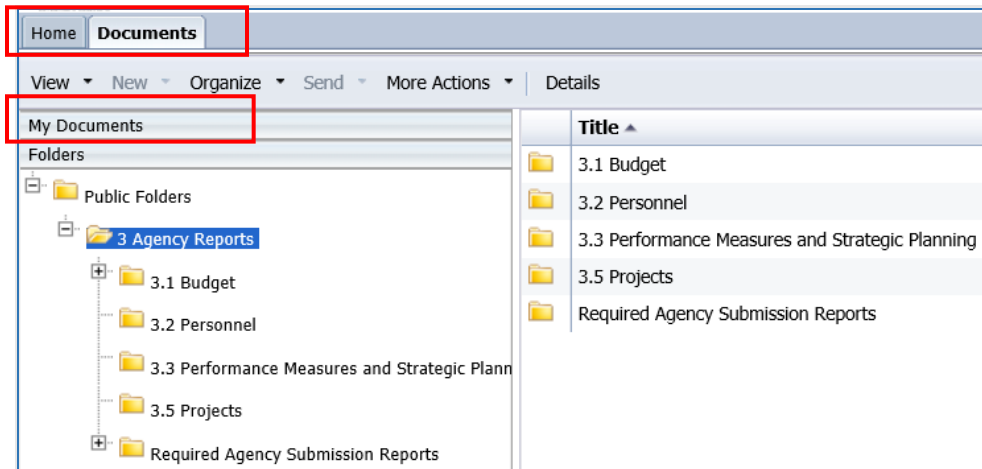 Home Documents
View New Organize Send More Actions Details
My Documents
Folders
Public Folders
3 Agency Reports
3.1 Budget
3.2 Personnel
3.3 Performance Measures and Strategic Plann
3.5 Projects
Required Agency Submission Reports
Title
3.1 Budget
3.2 Personnel
3.3 Performance Measures and Strategic Planning
3.5 Projects
Required Agency Submission Reports